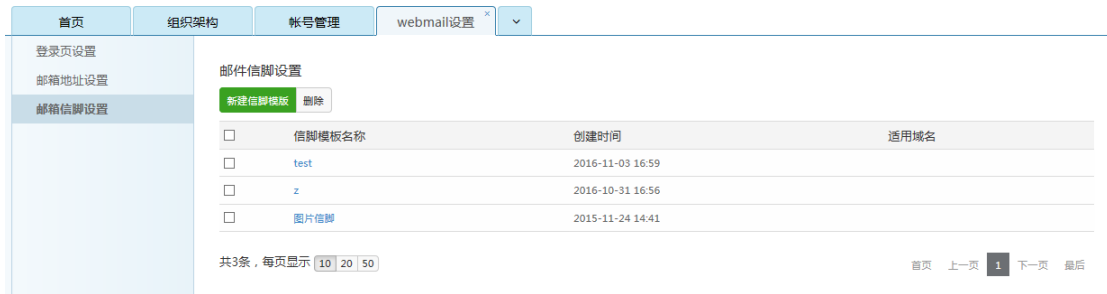 首页 组织架构 帐号管理 webmail设置 ×
登录页设置
邮箱地址设置
邮箱信脚设置
邮件信脚设置
新建信脚模版 删除
信脚模板名称 创建时间 适用域名
test 2016-11-03 16:59
z 2016-10-31 16:56
图片信脚 2015-11-24 14:41
共3条，每页显示 10 20 50
首页 上一页 1 下一页 最后